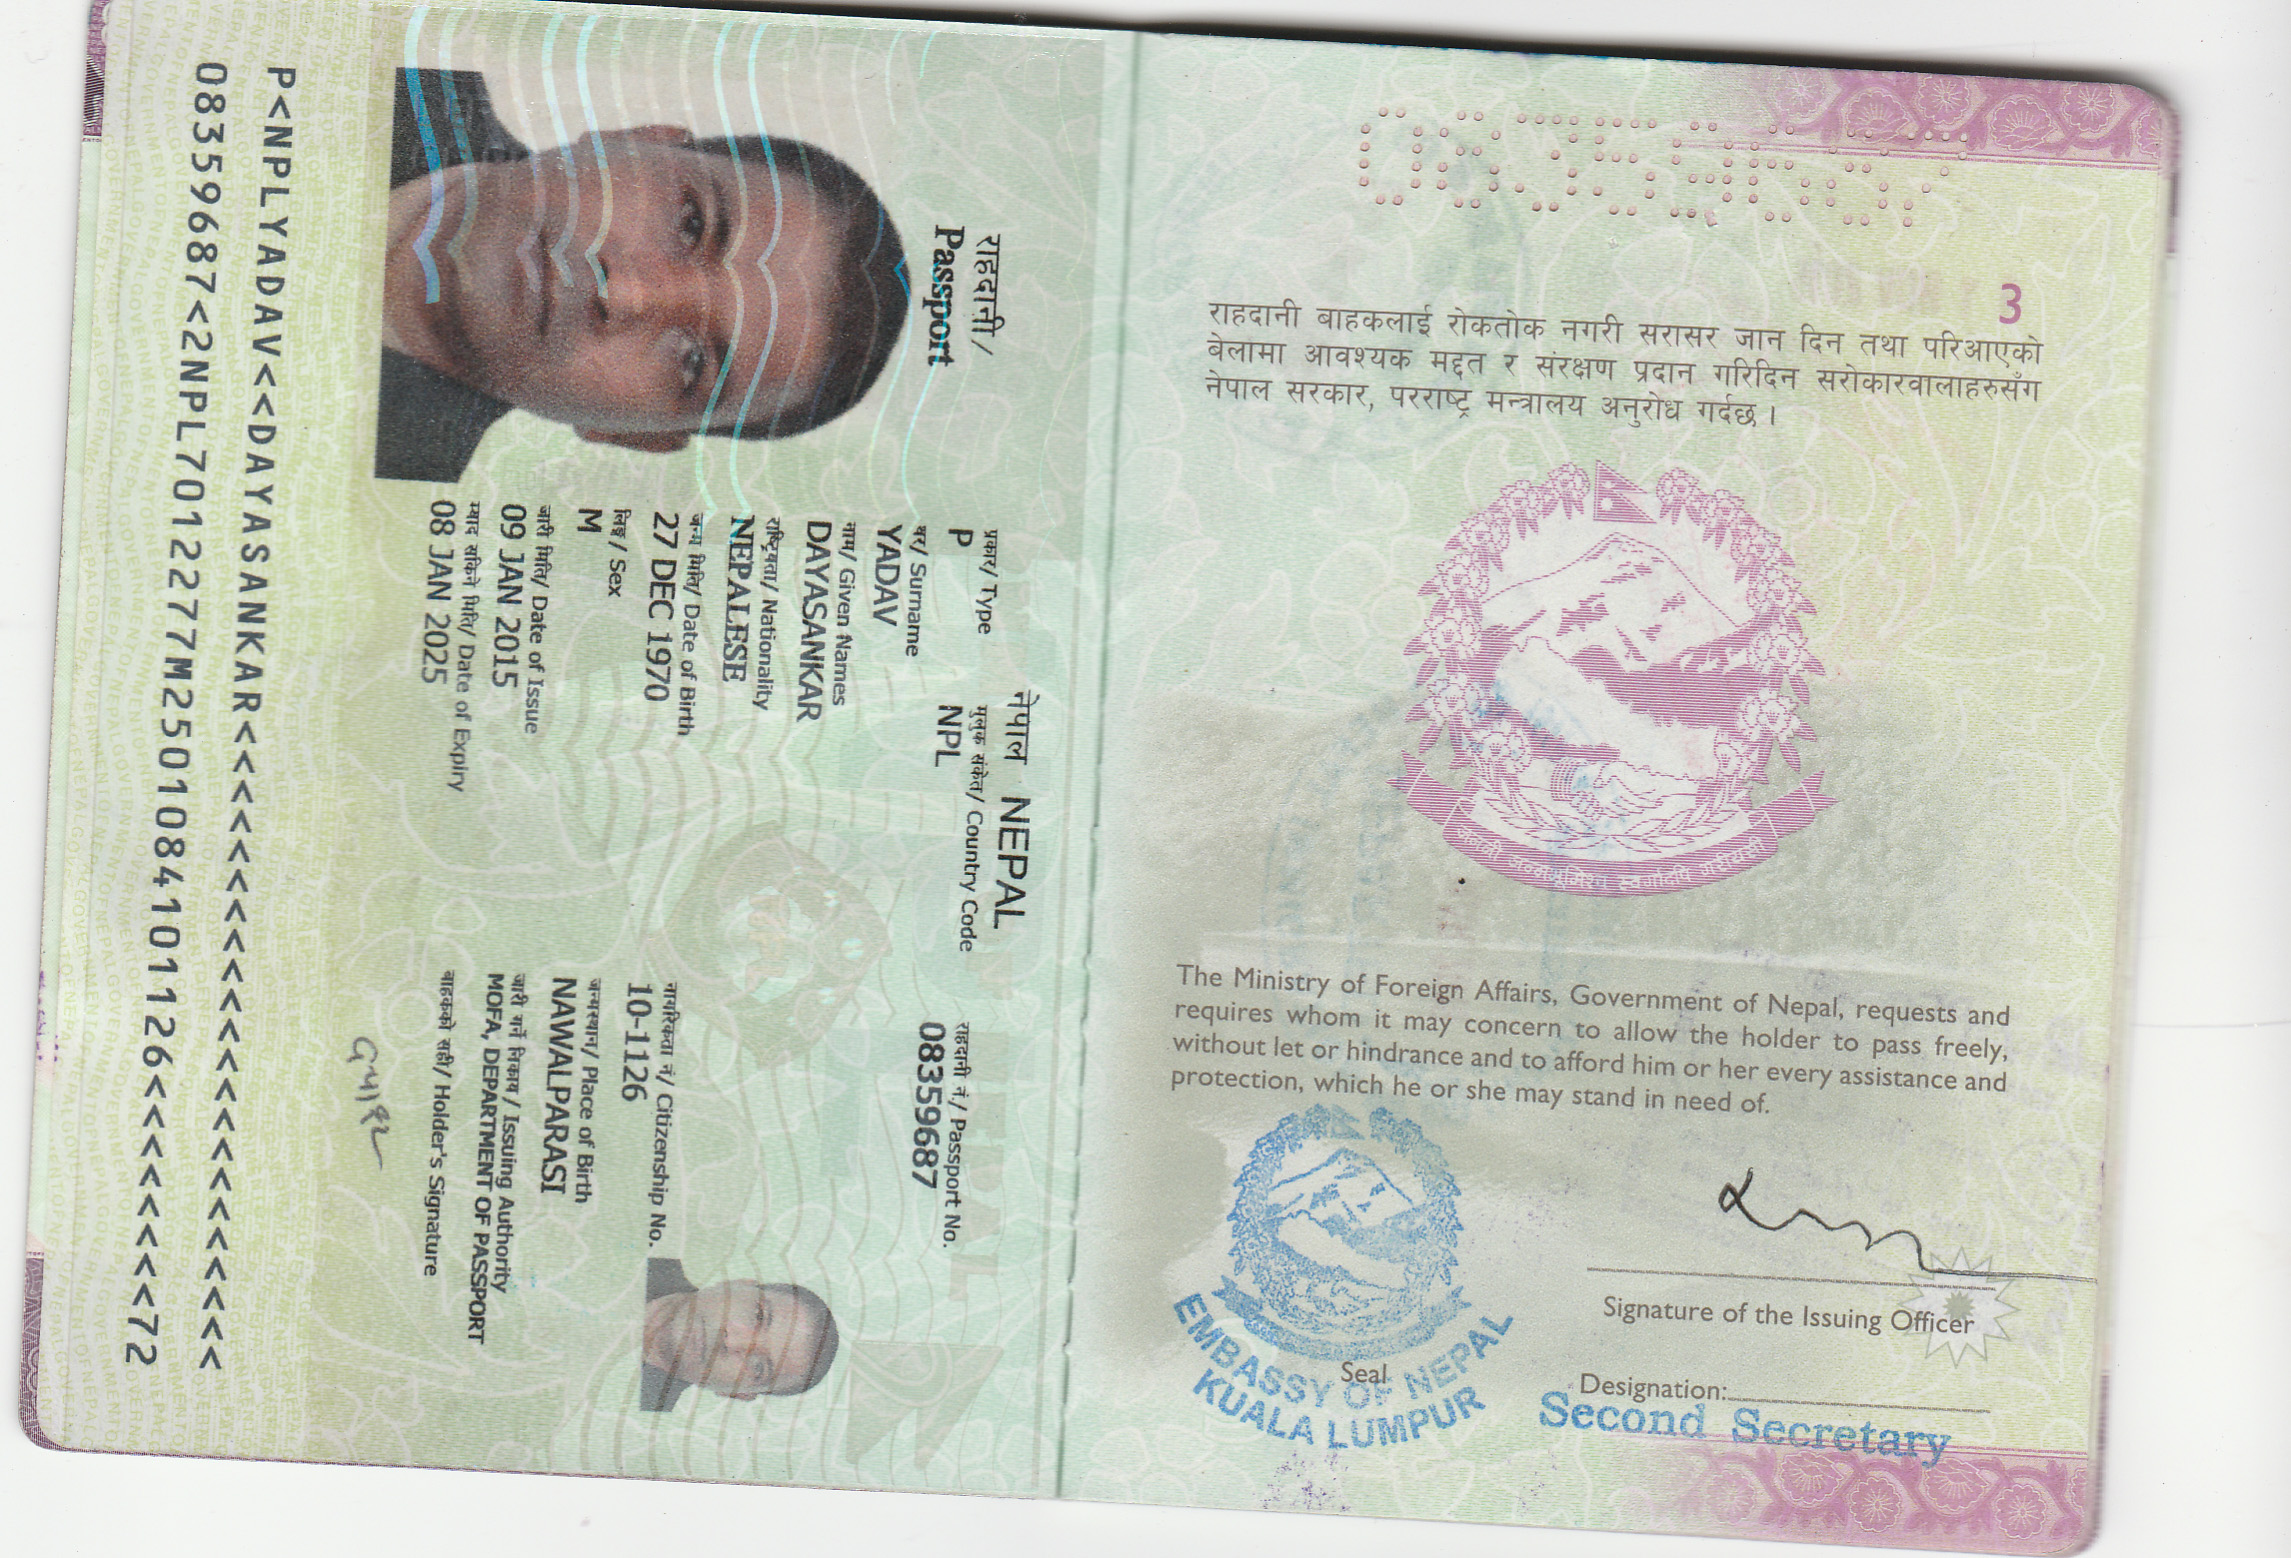 08359687
3
राहदानी बाहकलाई रोकतोक नगरी सरासर जान दिन तथा परिआएको
बेलामा आवश्यक मद्दत र संरक्षण प्रदान गरिदिन सरोकारवालाहरुसँग
नेपाल सरकार, परराष्ट्र मन्त्रालय अनुरोध गर्दछ ।
The Ministry of Foreign Affairs, Government of Nepal, requests and
requires whom it may concern to allow the holder to pass freely,
without let or hindrance and to afford him or her every assistance and
protection, which he or she may stand in need of.
Signature of the Issuing Officer
Seal
EMBASSY OF NEPAL
KUALA LUMPUR
Designation:
Second Secretary
नेपाल NEPAL
राहदानी /
Passport
प्रकार/ Type
P
मुलुक संकेत/ Country Code
NPL
राहदानी नं./ Passport No.
08359687
थर/ Surname
YADAV
नाम/ Given Names
DAYASANKAR
राष्ट्रियता/ Nationality
NEPALESE
जन्म मिति/ Date of Birth
27 DEC 1970
नागरिकता नं/ Citizenship No.
10-1126
लिङ्ग/ Sex
M
जन्मस्थान/ Place of Birth
NAWALPARASI
जारी मिति/ Date of Issue
09 JAN 2015
जारी गर्ने निकाय / Issuing Authority
MOFA, DEPARTMENT OF PASSPORT
म्याद सकिने मिति/ Date of Expiry
08 JAN 2025
वाहकको सही/ Holder's Signature
P<NPLYADAV<<DAYASANKAR<<<<<<<<<<<<<<<<<<<<<<
08359687<2NPL7012277M25010841011126<<<<<<<72